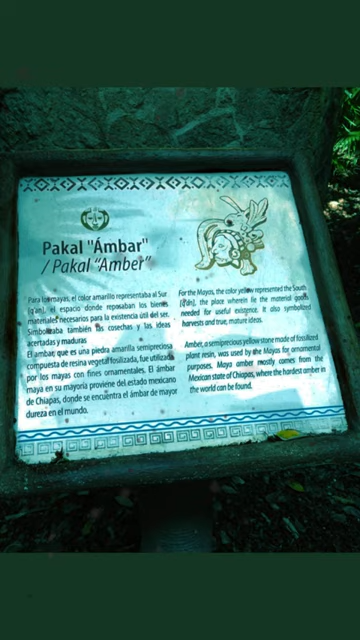 Pakal "Ámbar"
/ Pakal "Amber"
Para los mayas, el color amarillo representaba al Sur
(q'an), el espacio donde reposaban los bienes
materiales necesarios para la existencia útil del ser.
Simbolizaba también las cosechas y las ideas
acertadas y maduras
El ambar, que es una piedra amarilla semipreciosa
compuesta de resina vegetal fosilizada, fue utilizada
por los mayas con fines ornamentales. El ámbar
maya en su mayoría proviene del estado mexicano
de Chiapas, donde se encuentra el ámbar de mayor
dureza en el mundo.
For the Mayas, the color yellow represented the South
(q'an), the place wherein lie the material goods
needed for useful existence. It also symbolized
harvests and true, mature ideas.
Amber, a semiprecious yellow stone made of fossilized
plant resin, was used by the Mayas for ornamental
purposes. Maya amber mostly comes from the
Mexican state of Chiapas, where the hardest amber in
the world can be found.